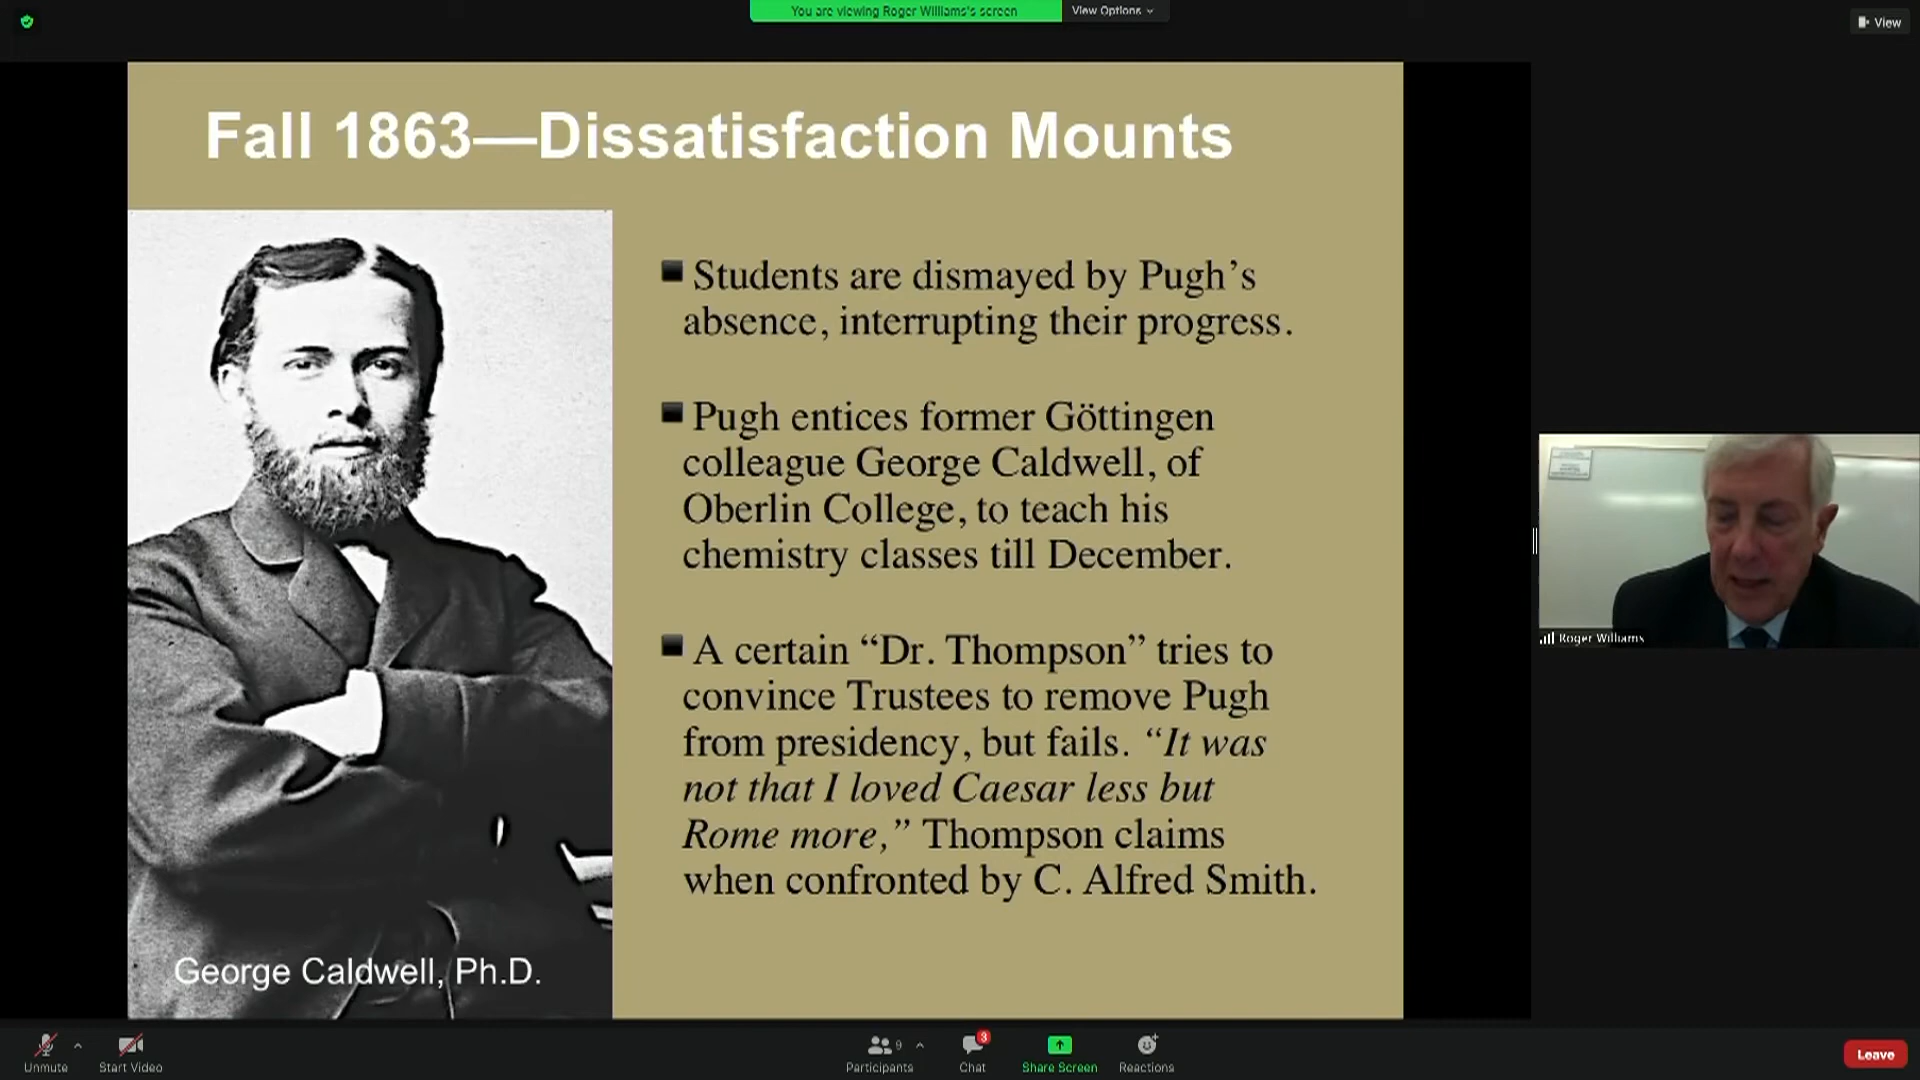 You are viewing Roger Williams's screen
View Options
View
Fall 1863—Dissatisfaction Mounts
Students are dismayed by Pugh’s
absence, interrupting their progress.
Pugh entices former Göttingen
colleague George Caldwell, of
Oberlin College, to teach his
chemistry classes till December.
A certain “Dr. Thompson” tries to
convince Trustees to remove Pugh
from presidency, but fails. “It was
not that I loved Caesar less but
Rome more,” Thompson claims
when confronted by C. Alfred Smith.
George Caldwell, Ph.D.
Roger Williams
Unmute
Start Video
9
Participants
3
Chat
Share Screen
Reactions
Leave